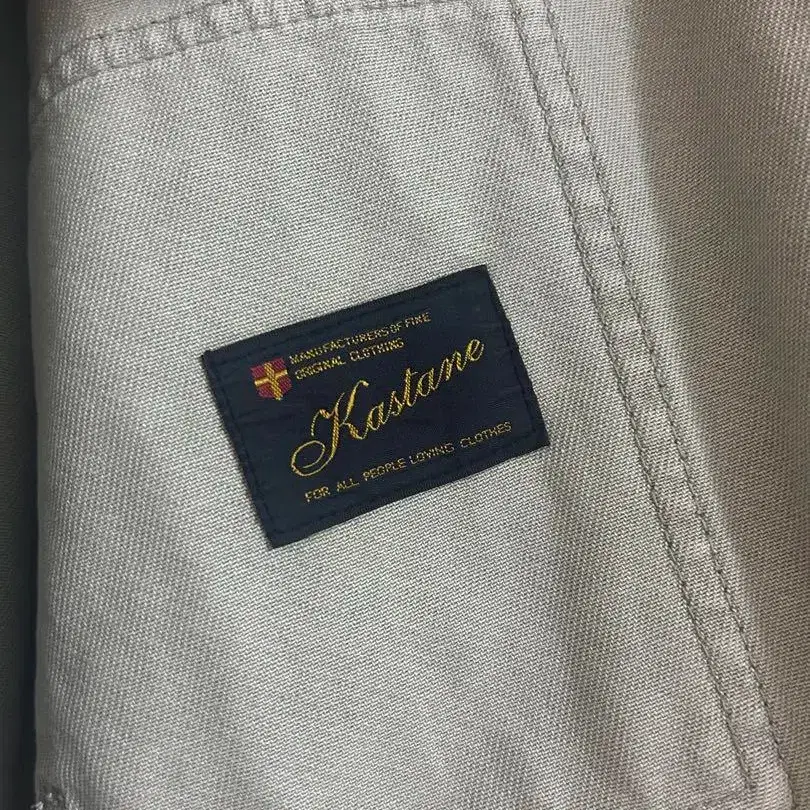 MANUFACTURERS OF FINE
ORIGINAL CLOTHING
Kastane
FOR ALL PEOPLE LOVING CLOTHES